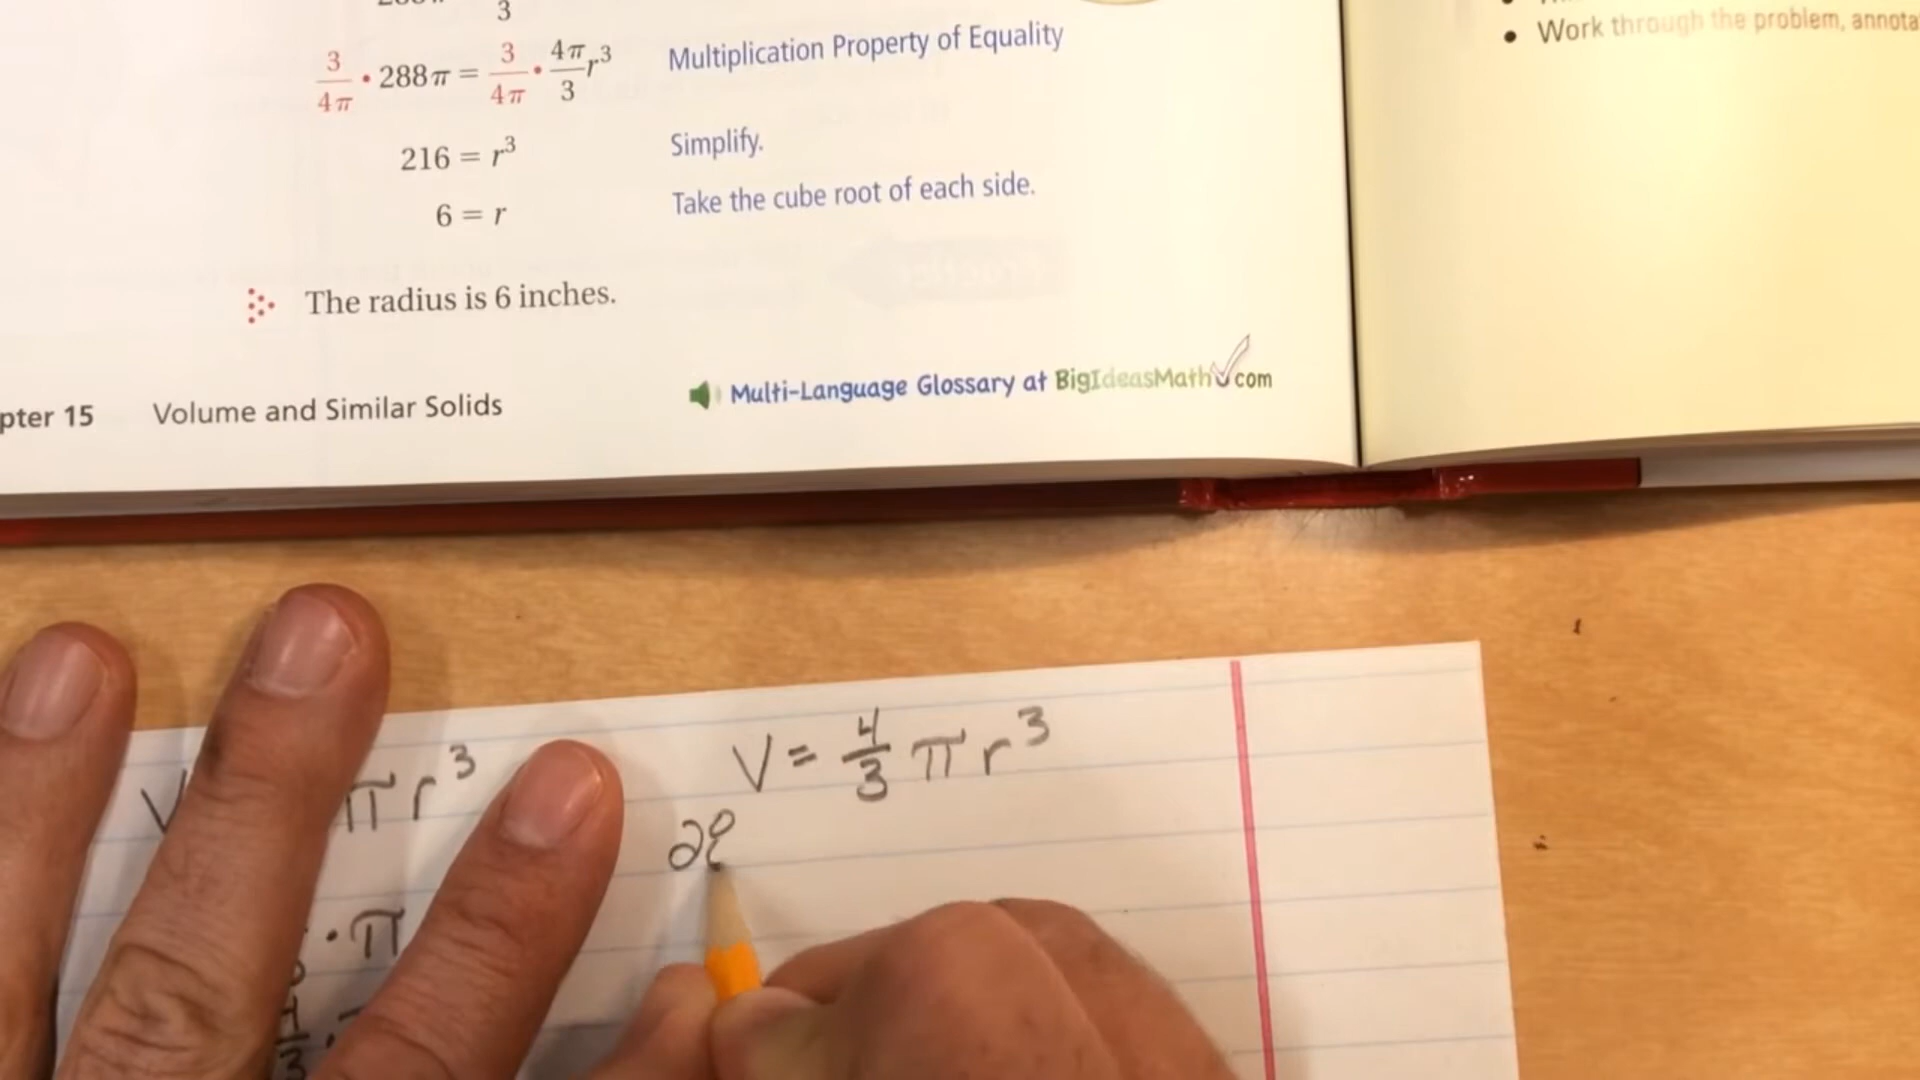 3
3/4π • 288π = 3/4π • 4π/3 r³ Multiplication Property of Equality
216 = r³ Simplify.
6 = r Take the cube root of each side.
The radius is 6 inches.
pter 15 Volume and Similar Solids
Multi-Language Glossary at BigIdeasMath com
• Work through the problem, annota
V πr³
• π
V = 4/3 π r³
28